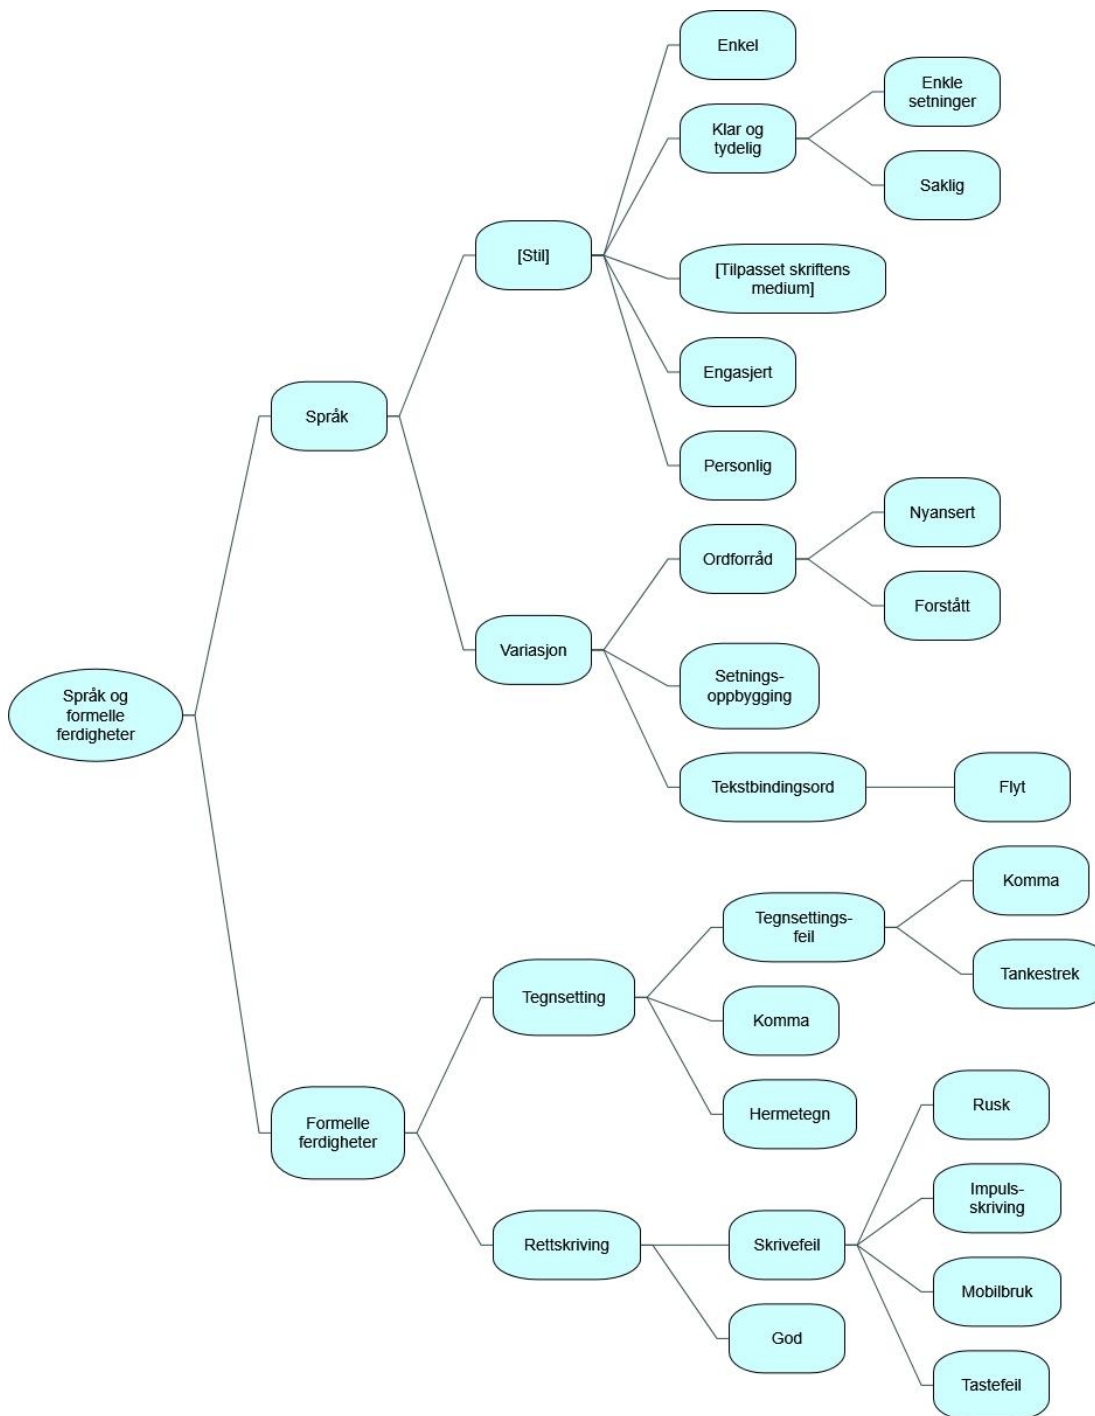 Enkel
Enkle
setninger
Klar og
tydelig
Saklig
[Stil]
[Tilpasset skriftens
medium]
Engasjert
Språk
Personlig
Nyansert
Ordforråd
Forstått
Variasjon
Setnings-
oppbygging
Språk og
formelle
ferdigheter
Tekstbindingsord
Flyt
Komma
Tegnsettings-
feil
Tankestrek
Tegnsetting
Komma
Hermetegn
Rusk
Formelle
ferdigheter
Impuls-
skriving
Rettskriving
Skrivefeil
Mobilbruk
God
Tastefeil